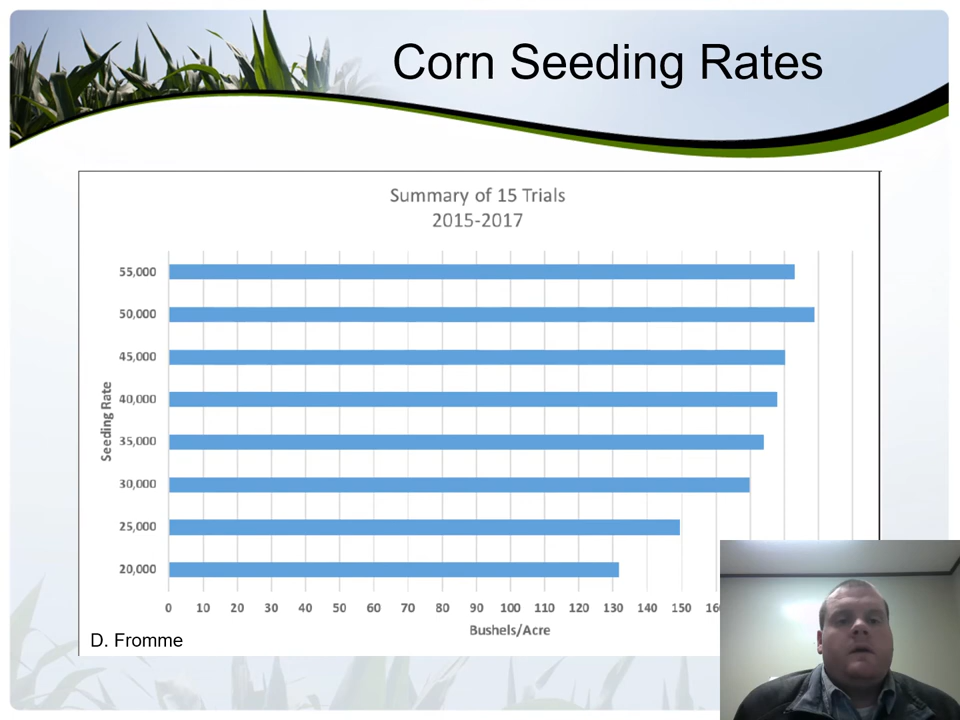 Corn Seeding Rates
Summary of 15 Trials
2015-2017
55,000
50,000
45,000
40,000
35,000
30,000
25,000
20,000
Seeding Rate
0 10 20 30 40 50 60 70 80 90 100 110 120 130 140 150
Bushels/Acre
D. Fromme